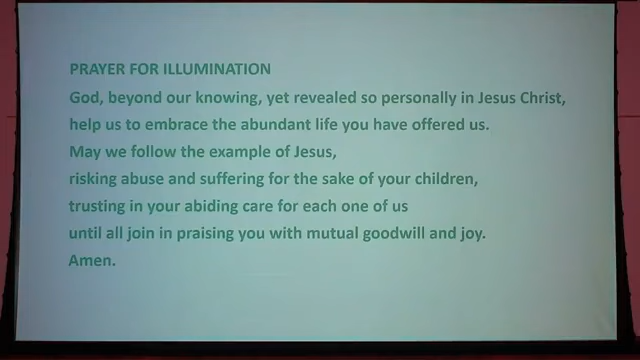 PRAYER FOR ILLUMINATION
God, beyond our knowing, yet revealed so personally in Jesus Christ,
help us to embrace the abundant life you have offered us.
May we follow the example of Jesus,
risking abuse and suffering for the sake of your children,
trusting in your abiding care for each one of us
until all join in praising you with mutual goodwill and joy.
Amen.